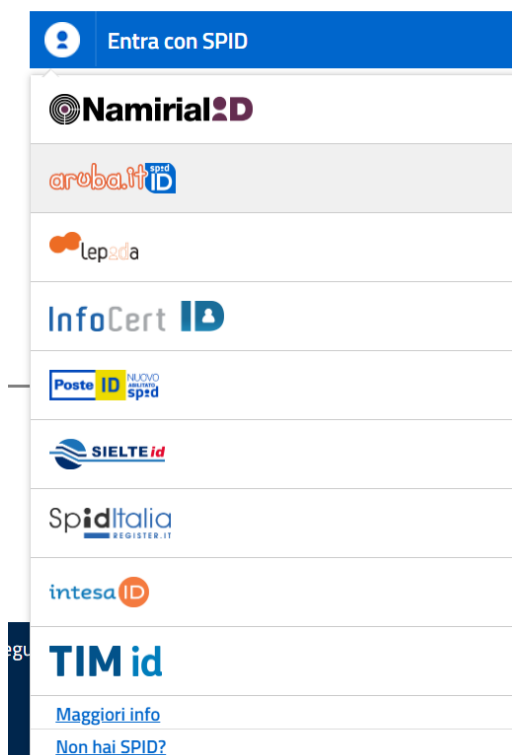 Entra con SPID
NamirialID
aruba.it spid ID
lepida
InfoCert ID
Poste ID NUOVO ABILITATO spid
SIELTE id
SpidItalia
REGISTER.IT
intesa ID
egu
TIM id
Maggiori info
Non hai SPID?